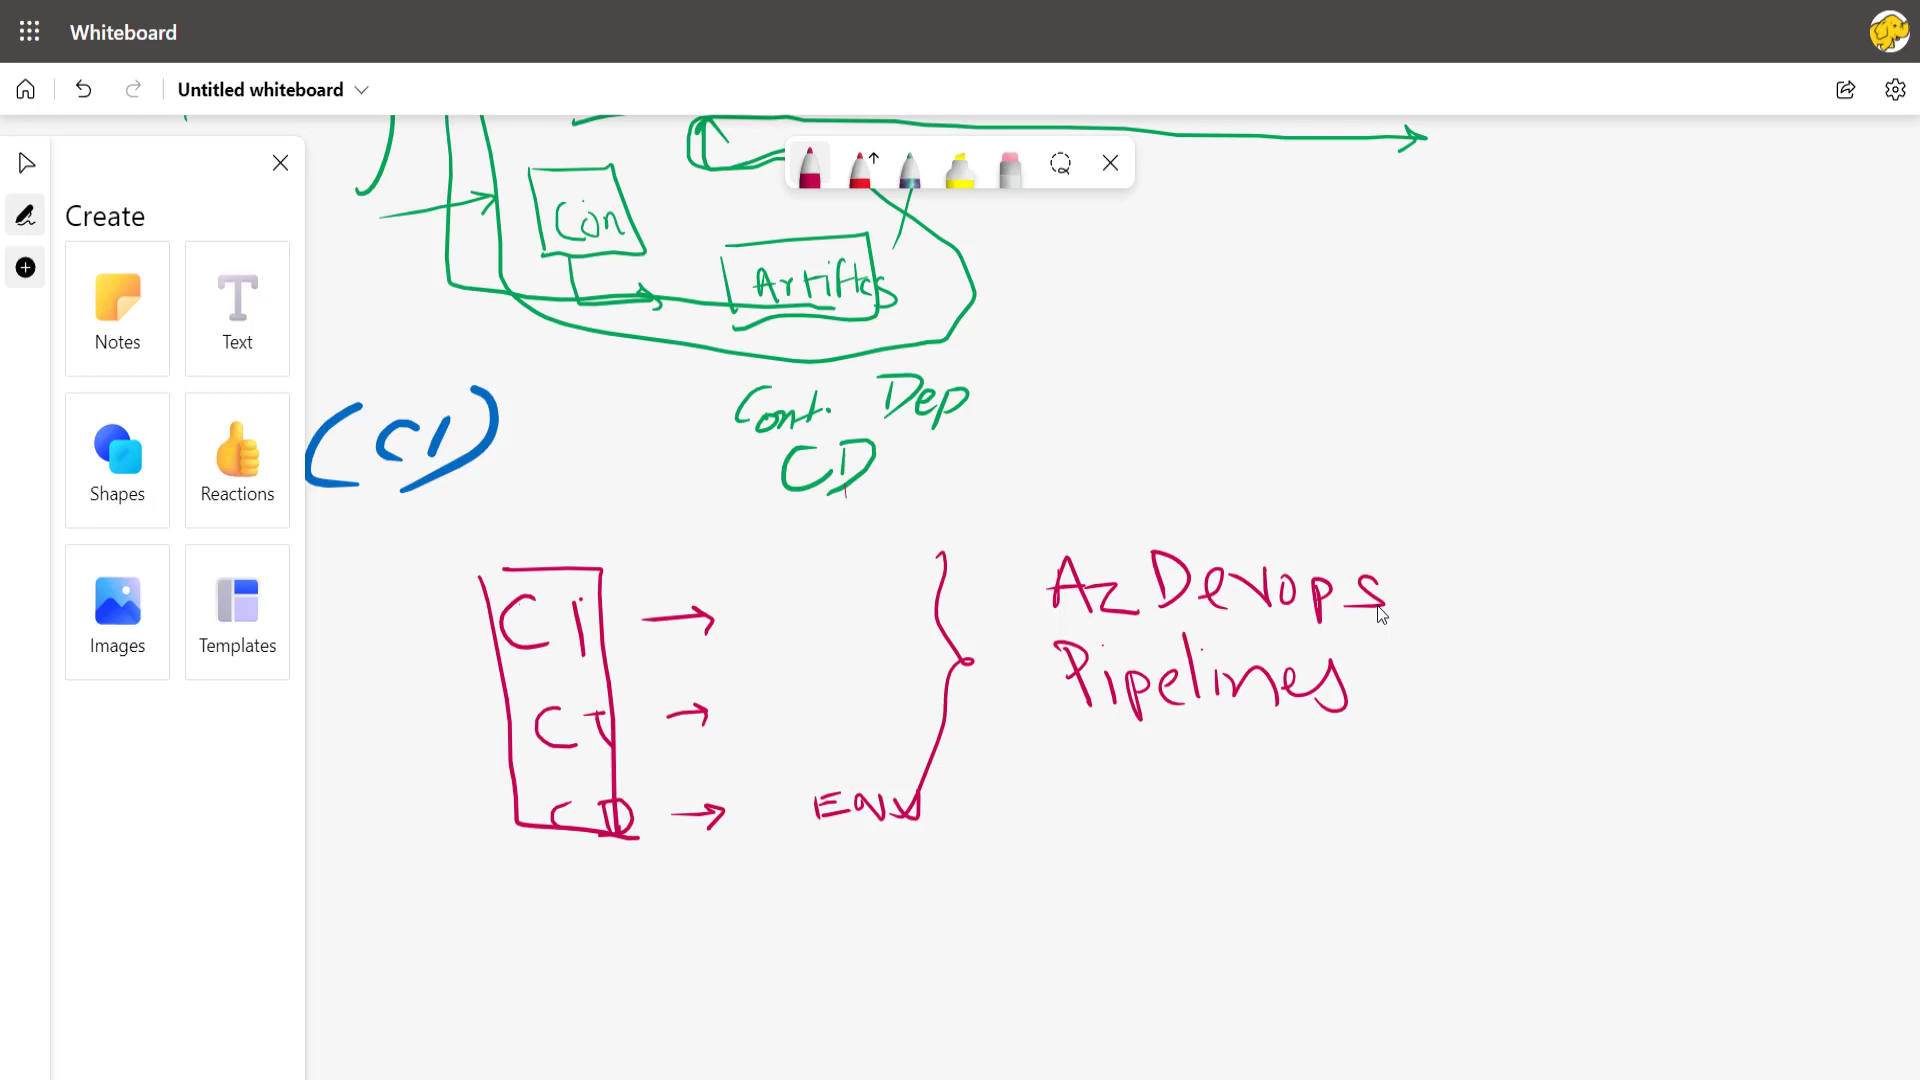 Whiteboard
Untitled whiteboard
Create
Notes
Text
Shapes
Reactions
Images
Templates
Con
Artifks
(CI)
Cont. Dep
CD
CI
CT
CD
Env
Az Devops
Pipelines